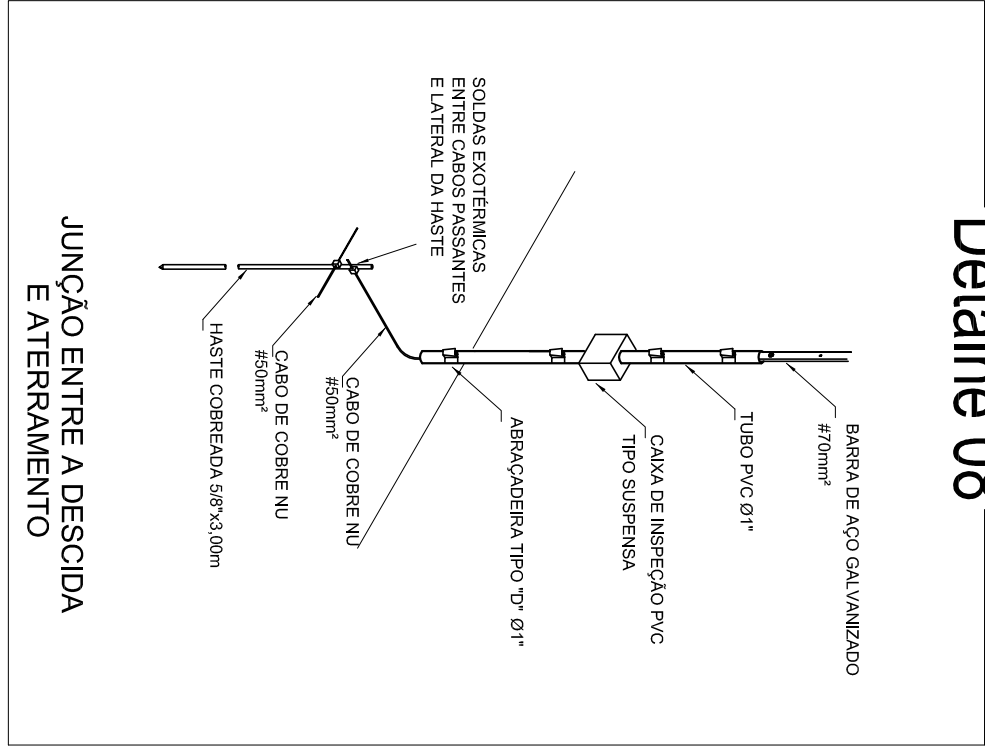 Detalhe 08
BARRA DE AÇO GALVANIZADO
#70mm²
TUBO PVC Ø1"
CAIXA DE INSPEÇÃO PVC
TIPO SUSPENSA
ABRAÇADEIRA TIPO "D" Ø1"
SOLDAS EXOTÉRMICAS
ENTRE CABOS PASSANTES
E LATERAL DA HASTE
CABO DE COBRE NU
#50mm²
CABO DE COBRE NU
#50mm²
HASTE COBREADA 5/8"x3,00m
JUNÇÃO ENTRE A DESCIDA
E ATERRAMENTO